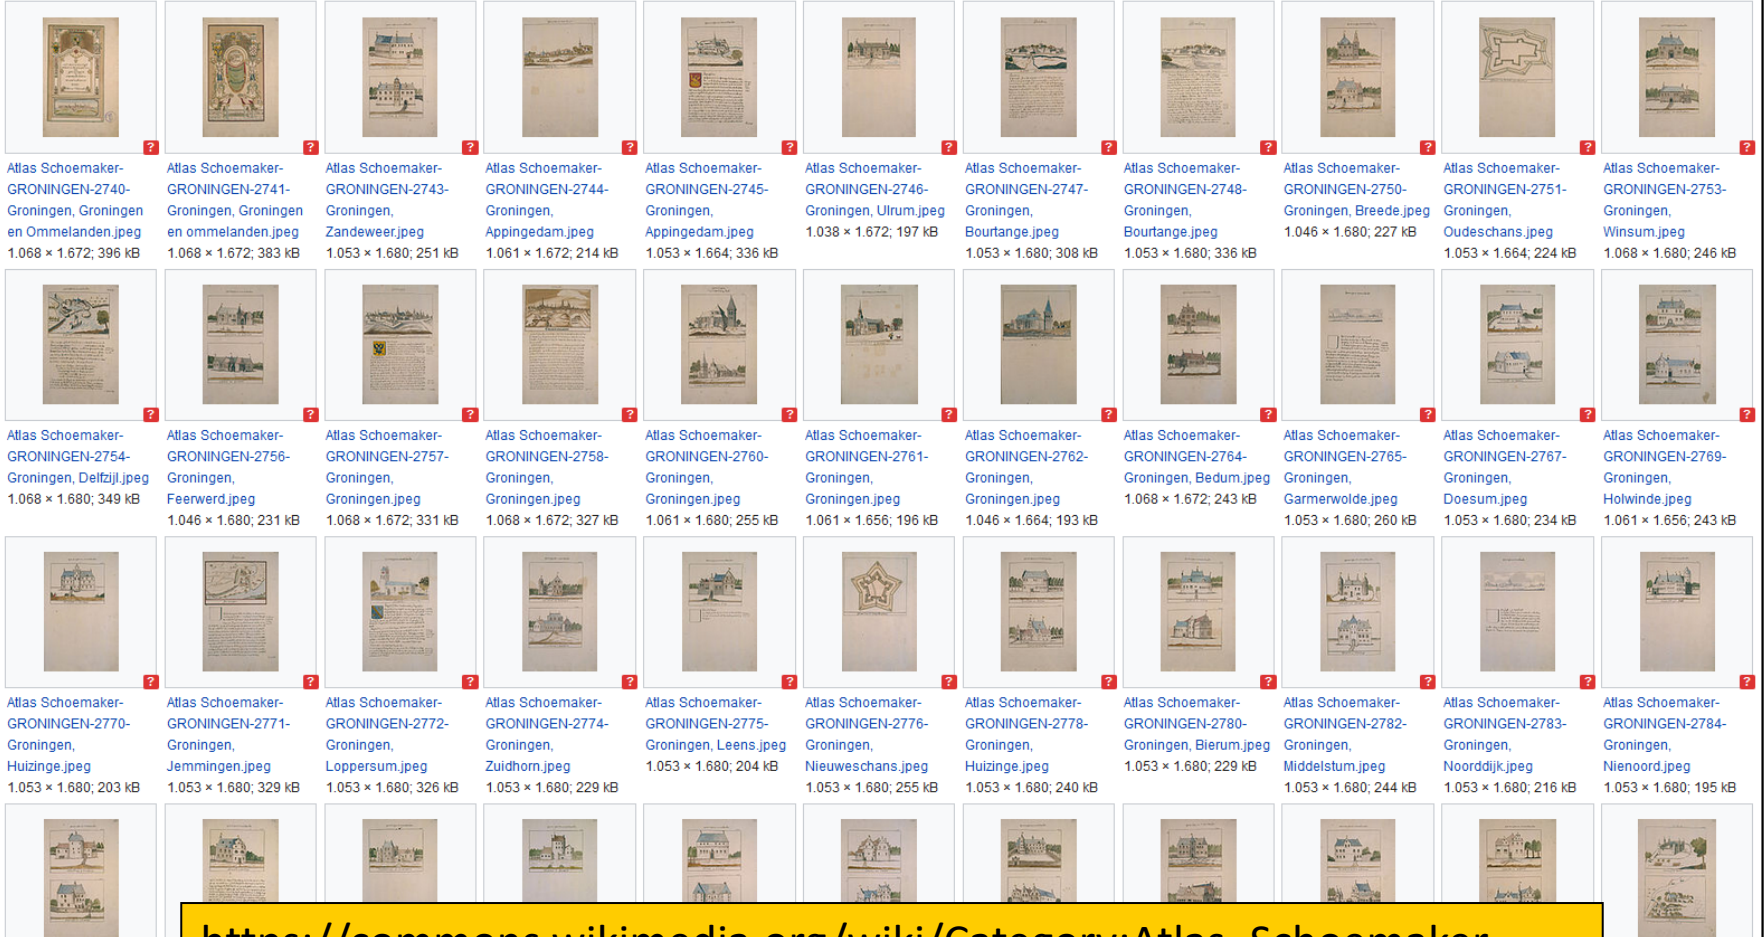 Atlas Schoemaker-
GRONINGEN-2740-
Groningen, Groningen
en Ommelanden.jpeg
1.068 × 1.672; 396 kB
Atlas Schoemaker-
GRONINGEN-2741-
Groningen, Groningen
en ommelanden.jpeg
1.068 × 1.672; 383 kB
Atlas Schoemaker-
GRONINGEN-2743-
Groningen,
Zandeweer.jpeg
1.053 × 1.680; 251 kB
Atlas Schoemaker-
GRONINGEN-2744-
Groningen,
Appingedam.jpeg
1.061 × 1.672; 214 kB
Atlas Schoemaker-
GRONINGEN-2745-
Groningen,
Appingedam.jpeg
1.053 × 1.664; 336 kB
Atlas Schoemaker-
GRONINGEN-2746-
Groningen, Ulrum.jpeg
1.038 × 1.672; 197 kB
Atlas Schoemaker-
GRONINGEN-2747-
Groningen,
Bourtange.jpeg
1.053 × 1.680; 308 kB
Atlas Schoemaker-
GRONINGEN-2748-
Groningen,
Bourtange.jpeg
1.053 × 1.680; 336 kB
Atlas Schoemaker-
GRONINGEN-2750-
Groningen, Breede.jpeg
1.046 × 1.680; 227 kB
Atlas Schoemaker-
GRONINGEN-2751-
Groningen,
Oudeschans.jpeg
1.053 × 1.664; 224 kB
Atlas Schoemaker-
GRONINGEN-2753-
Groningen,
Winsum.jpeg
1.068 × 1.680; 246 kB
Atlas Schoemaker-
GRONINGEN-2754-
Groningen, Delfzijl.jpeg
1.068 × 1.680; 349 kB
Atlas Schoemaker-
GRONINGEN-2756-
Groningen,
Feerwerd.jpeg
1.046 × 1.680; 231 kB
Atlas Schoemaker-
GRONINGEN-2757-
Groningen,
Groningen.jpeg
1.068 × 1.672; 331 kB
Atlas Schoemaker-
GRONINGEN-2758-
Groningen,
Groningen.jpeg
1.068 × 1.672; 327 kB
Atlas Schoemaker-
GRONINGEN-2760-
Groningen,
Groningen.jpeg
1.061 × 1.680; 255 kB
Atlas Schoemaker-
GRONINGEN-2761-
Groningen,
Groningen.jpeg
1.061 × 1.656; 196 kB
Atlas Schoemaker-
GRONINGEN-2762-
Groningen,
Groningen.jpeg
1.046 × 1.664; 193 kB
Atlas Schoemaker-
GRONINGEN-2764-
Groningen, Bedum.jpeg
1.068 × 1.672; 243 kB
Atlas Schoemaker-
GRONINGEN-2765-
Groningen,
Garmerwolde.jpeg
1.053 × 1.680; 260 kB
Atlas Schoemaker-
GRONINGEN-2767-
Groningen,
Doesum.jpeg
1.053 × 1.680; 234 kB
Atlas Schoemaker-
GRONINGEN-2769-
Groningen,
Holwinde.jpeg
1.061 × 1.656; 243 kB
Atlas Schoemaker-
GRONINGEN-2770-
Groningen,
Huizinge.jpeg
1.053 × 1.680; 203 kB
Atlas Schoemaker-
GRONINGEN-2771-
Groningen,
Jemmingen.jpeg
1.053 × 1.680; 329 kB
Atlas Schoemaker-
GRONINGEN-2772-
Groningen,
Loppersum.jpeg
1.053 × 1.680; 326 kB
Atlas Schoemaker-
GRONINGEN-2774-
Groningen,
Zuidhorn.jpeg
1.053 × 1.680; 229 kB
Atlas Schoemaker-
GRONINGEN-2775-
Groningen, Leens.jpeg
1.053 × 1.680; 204 kB
Atlas Schoemaker-
GRONINGEN-2776-
Groningen,
Nieuweschans.jpeg
1.053 × 1.680; 255 kB
Atlas Schoemaker-
GRONINGEN-2778-
Groningen,
Huizinge.jpeg
1.053 × 1.680; 240 kB
Atlas Schoemaker-
GRONINGEN-2780-
Groningen, Bierum.jpeg
1.053 × 1.680; 229 kB
Atlas Schoemaker-
GRONINGEN-2782-
Groningen,
Middelstum.jpeg
1.053 × 1.680; 244 kB
Atlas Schoemaker-
GRONINGEN-2783-
Groningen,
Noorddijk.jpeg
1.053 × 1.680; 216 kB
Atlas Schoemaker-
GRONINGEN-2784-
Groningen,
Nienoord.jpeg
1.053 × 1.680; 195 kB
https://commons.wikimedia.org/wiki/Category:Atlas_Schoemaker